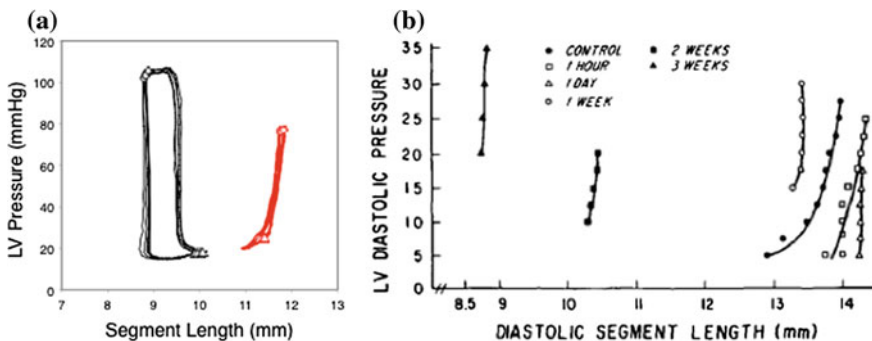 (a)
120
100
80
60
40
20
0
LV Pressure (mmHg)
7 8 9 10 11 12 13
Segment Length (mm)
(b)
35
30
25
20
15
10
5
0
LV DIASTOLIC PRESSURE
CONTROL
1 HOUR
1 DAY
1 WEEK
2 WEEKS
3 WEEKS
8.5 9 10 11 12 13 14
DIASTOLIC SEGMENT LENGTH (mm)